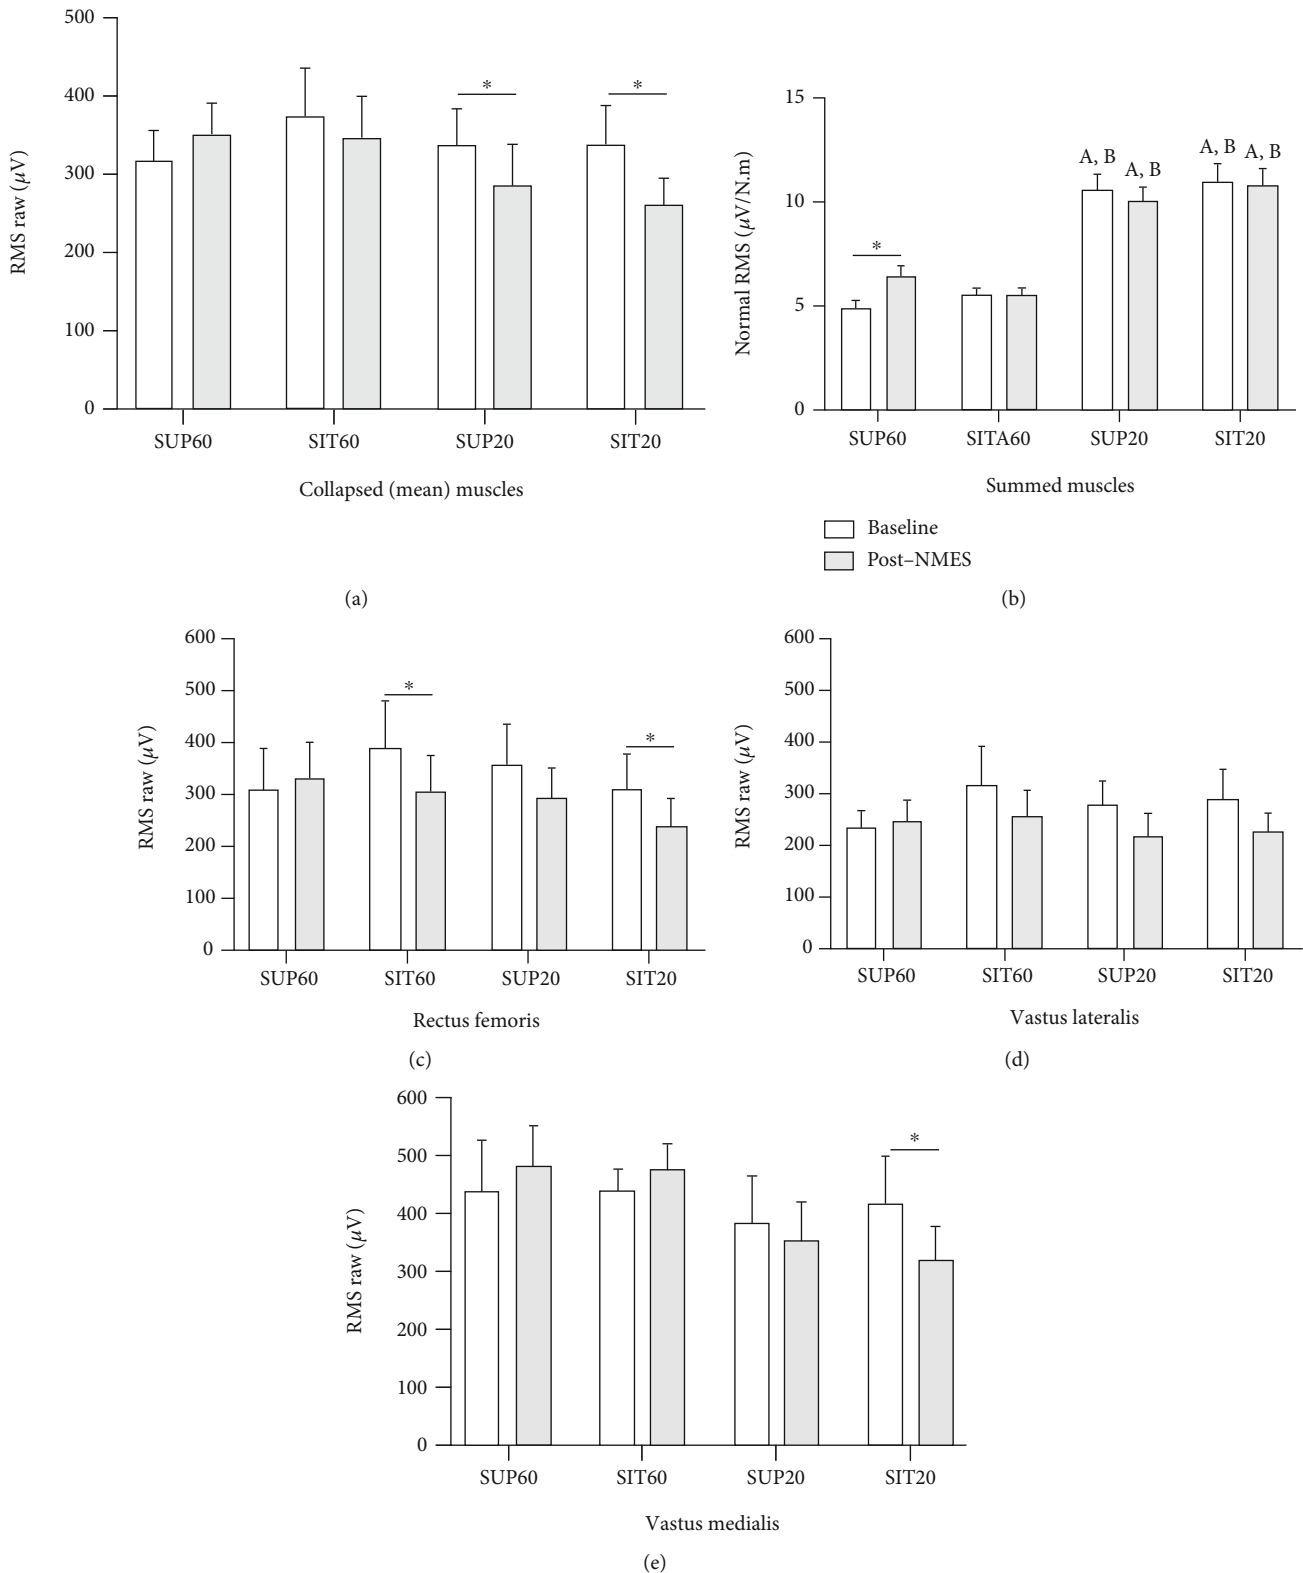 500
400
300
200
100
0
RMS raw (μV)
*
*
SUP60
SIT60
SUP20
SIT20
Collapsed (mean) muscles
(a)
15
10
5
0
Normal RMS (μV/N.m)
*
A, B
A, B
A, B
A, B
SUP60
SITA60
SUP20
SIT20
Summed muscles
Baseline
Post–NMES
(b)
600
500
400
300
200
100
0
RMS raw (μV)
*
*
SUP60
SIT60
SUP20
SIT20
Rectus femoris
(c)
600
500
400
300
200
100
0
RMS raw (μV)
SUP60
SIT60
SUP20
SIT20
Vastus lateralis
(d)
600
500
400
300
200
100
0
RMS raw (μV)
*
SUP60
SIT60
SUP20
SIT20
Vastus medialis
(e)